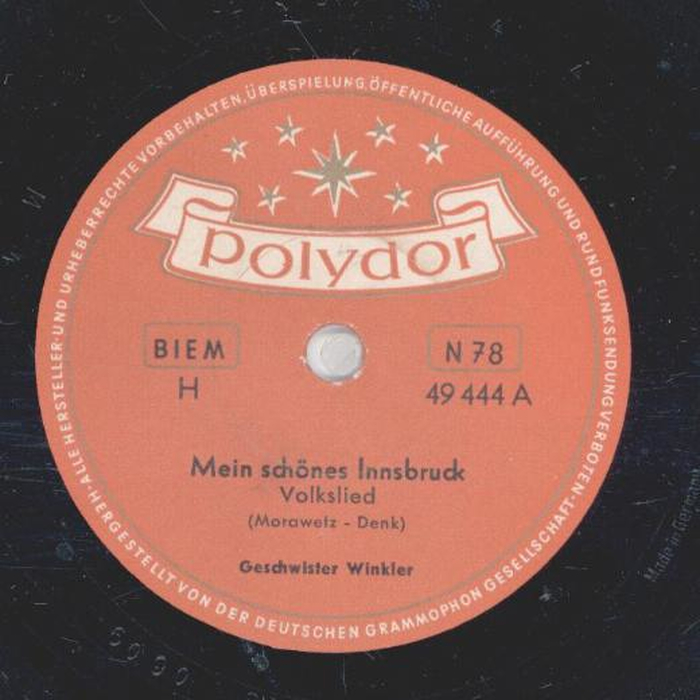 ·ALLE HERSTELLER- UND URHEBERRECHTE VORBEHALTEN, ÜBERSPIELUNG, ÖFFENTLICHE AUFFÜHRUNG UND RUNDFUNKSENDUNG VERBOTEN·
polydor
BIEM
N 78
H
49 444 A
Mein schönes Innsbruck
Volkslied
(Morawetz - Denk)
Geschwister Winkler
HERGESTELLT VON DER DEUTSCHEN GRAMMOPHON GESELLSCHAFT·
Made in Germany